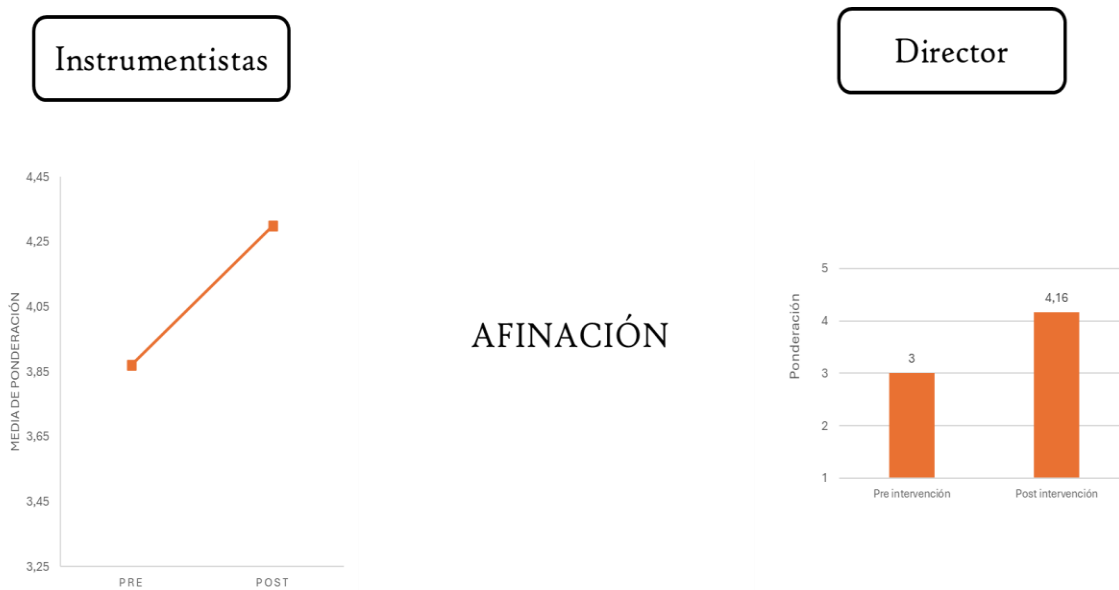 Instrumentistas
Director
MEDIA DE PONDERACIÓN
4,45
4,25
4,05
3,85
3,65
3,45
3,25
PRE
POST
AFINACIÓN
Ponderación
5
4
3
2
1
3
4,16
Pre intervención
Post intervención